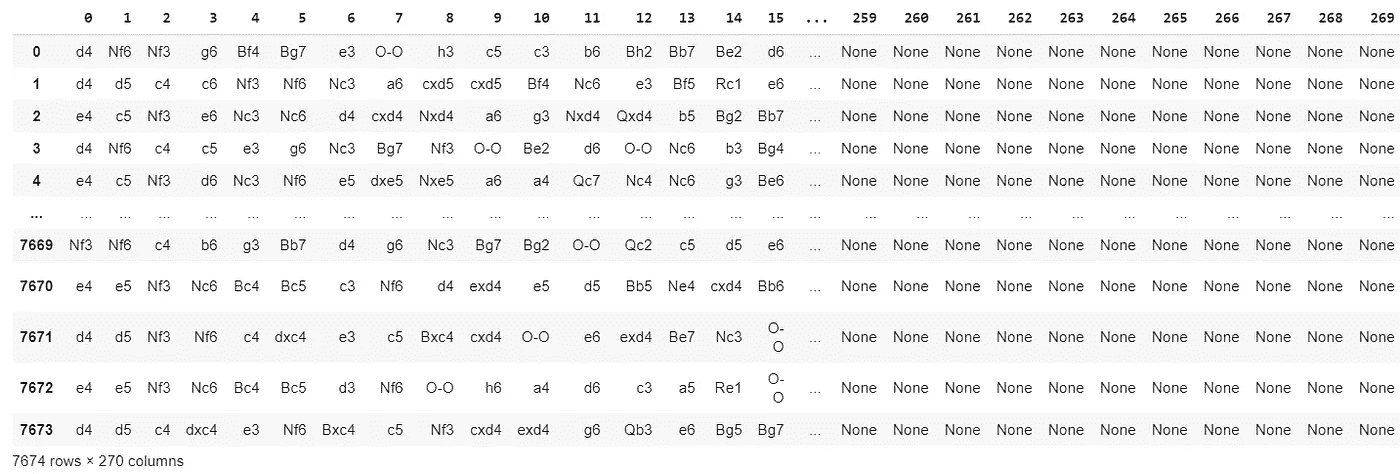 0 1 2 3 4 5 6 7 8 9 10 11 12 13 14 15 ... 259 260 261 262 263 264 265 266 267 268 269
0 d4 Nf6 Nf3 g6 Bf4 Bg7 e3 O-O h3 c5 c3 b6 Bh2 Bb7 Be2 d6 ... None None None None None None None None None None None
1 d4 d5 c4 c6 Nf3 Nf6 Nc3 a6 cxd5 cxd5 Bf4 Nc6 e3 Bf5 Rc1 e6 ... None None None None None None None None None None None
2 e4 c5 Nf3 e6 Nc3 Nc6 d4 cxd4 Nxd4 a6 g3 Nxd4 Qxd4 b5 Bg2 Bb7 ... None None None None None None None None None None None
3 d4 Nf6 c4 c5 e3 g6 Nc3 Bg7 Nf3 O-O Be2 d6 O-O Nc6 b3 Bg4 ... None None None None None None None None None None None
4 e4 c5 Nf3 d6 Nc3 Nf6 e5 dxe5 Nxe5 a6 a4 Qc7 Nc4 Nc6 g3 Be6 ... None None None None None None None None None None None
... ... ... ... ... ... ... ... ... ... ... ... ... ... ... ... ... ... ... ... ... ... ... ... ... ... ... ... ...
7669 Nf3 Nf6 c4 b6 g3 Bb7 d4 g6 Nc3 Bg7 Bg2 O-O Qc2 c5 d5 e6 ... None None None None None None None None None None None
7670 e4 e5 Nf3 Nc6 Bc4 Bc5 c3 Nf6 d4 exd4 e5 d5 Bb5 Ne4 cxd4 Bb6 ... None None None None None None None None None None None
7671 d4 d5 Nf3 Nf6 c4 dxc4 e3 c5 Bxc4 cxd4 O-O e6 exd4 Be7 Nc3 O-O ... None None None None None None None None None None None
7672 e4 e5 Nf3 Nc6 Bc4 Bc5 d3 Nf6 O-O h6 a4 d6 c3 a5 Re1 O-O ... None None None None None None None None None None None
7673 d4 d5 c4 dxc4 e3 Nf6 Bxc4 c5 Nf3 cxd4 exd4 g6 Qb3 e6 Bg5 Bg7 ... None None None None None None None None None None None
7674 rows × 270 columns